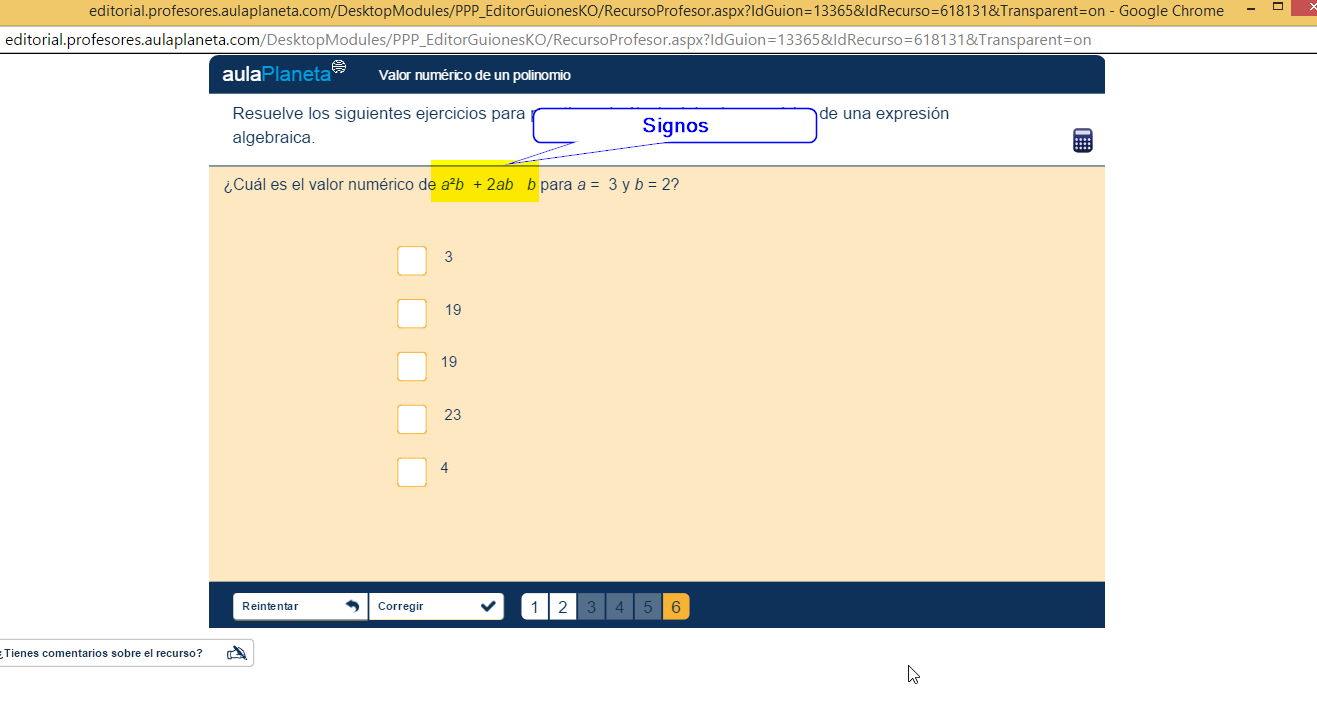 editorial.profesores.aulaplaneta.com/DesktopModules/PPP_EditorGuionesKO/RecursoProfesor.aspx?IdGuion=13365&IdRecurso=618131&Transparent=on - Google Chrome
editorial.profesores.aulaplaneta.com/DesktopModules/PPP_EditorGuionesKO/RecursoProfesor.aspx?IdGuion=13365&IdRecurso=618131&Transparent=on
aulaPlaneta Valor numérico de un polinomio
Resuelve los siguientes ejercicios para de una expresión
Signos
algebraica.
¿Cuál es el valor numérico de a²b + 2ab b para a = 3 y b = 2?
3
19
19
23
4
Reintentar Corregir 1 2 3 4 5 6
¿Tienes comentarios sobre el recurso?